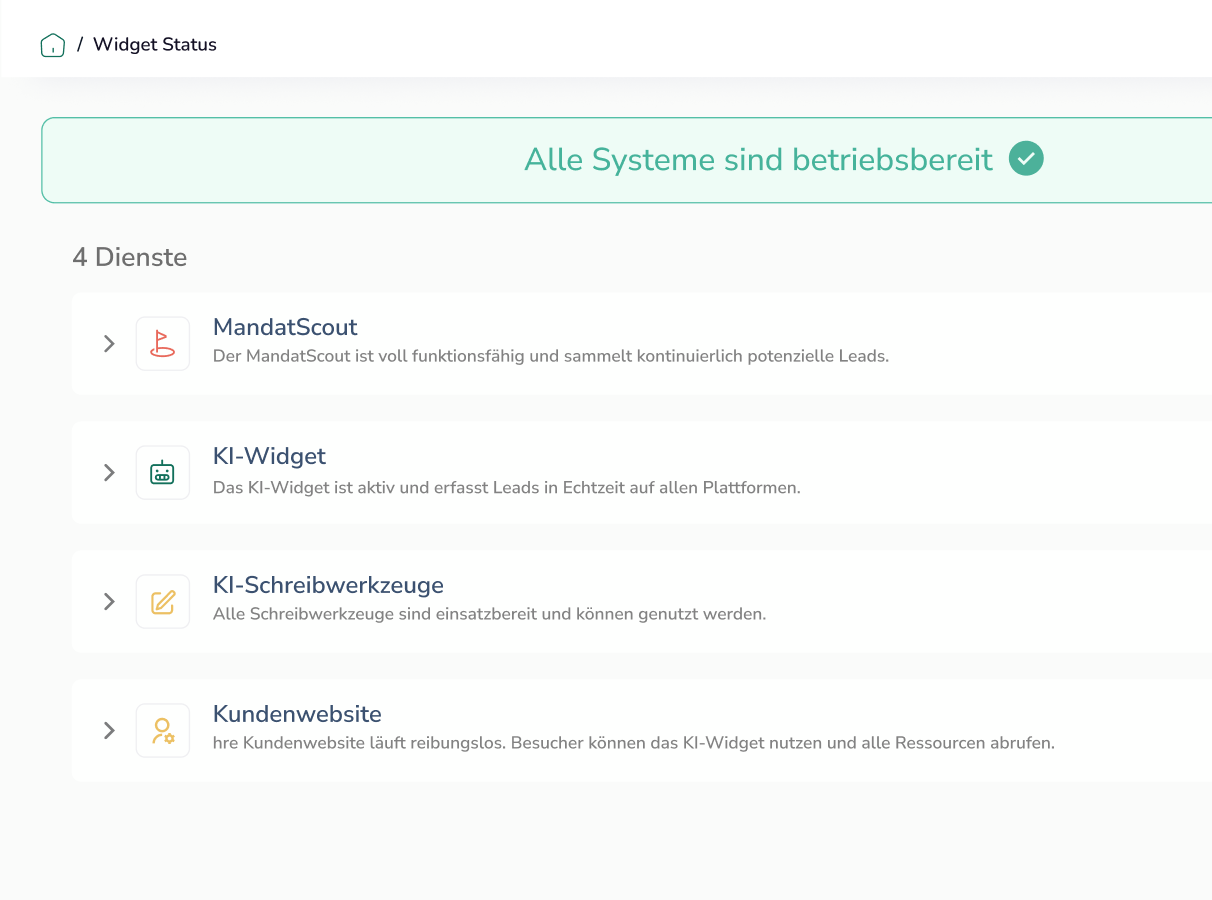 / Widget Status
Alle Systeme sind betriebsbereit
4 Dienste
MandatScout
Der MandatScout ist voll funktionsfähig und sammelt kontinuierlich potenzielle Leads.
KI-Widget
Das KI-Widget ist aktiv und erfasst Leads in Echtzeit auf allen Plattformen.
KI-Schreibwerkzeuge
Alle Schreibwerkzeuge sind einsatzbereit und können genutzt werden.
Kundenwebsite
hre Kundenwebsite läuft reibungslos. Besucher können das KI-Widget nutzen und alle Ressourcen abrufen.